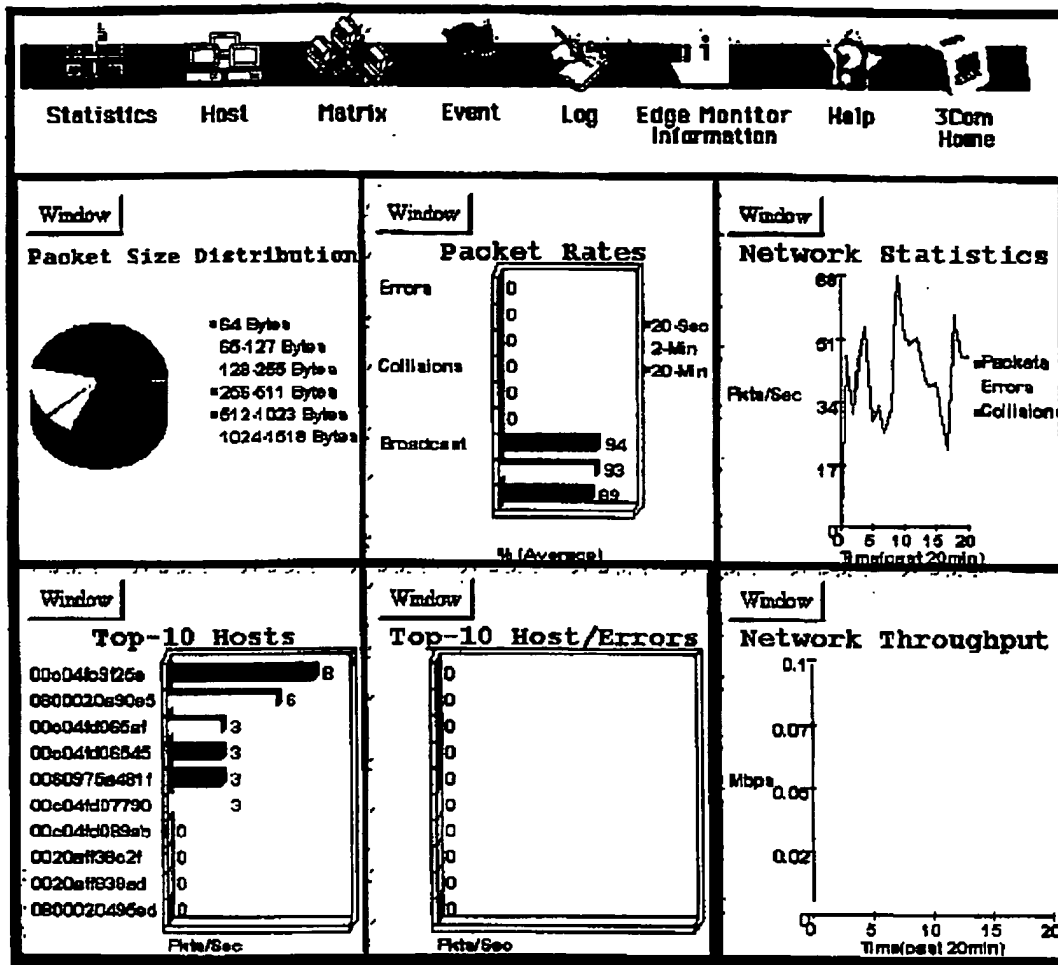 Statistics
Host
Matrix
Event
Log
Edge Monitor
Information
Help
3Com
Home
Window
Packet Size Distribution
64 Bytes
65-127 Bytes
128-255 Bytes
256-511 Bytes
512-1023 Bytes
1024-1518 Bytes
Window
Packet Rates
Errors
0
0
0
Collisions
0
0
0
Broadcast
94
93
89
20-Sec
2-Min
20-Min
% (Average)
Window
Network Statistics
68
51
Pkts/Sec
34
17
0
0 5 10 15 20
Time(past 20min)
Packets
Errors
Collisions
Window
Top-10 Hosts
8
0800020a90e5 6
3
00c04fd06545 3
3
00c04fd07790 3
0
0020aff38c2f 0
0
0
Pkts/Sec
Window
Top-10 Host/Errors
0
0
0
0
0
0
0
0
0
0
Pkts/Sec
Window
Network Throughput
0.1
0.07
Mbps
0.05
0.02
0
0 5 10 15 20
Time(past 20min)